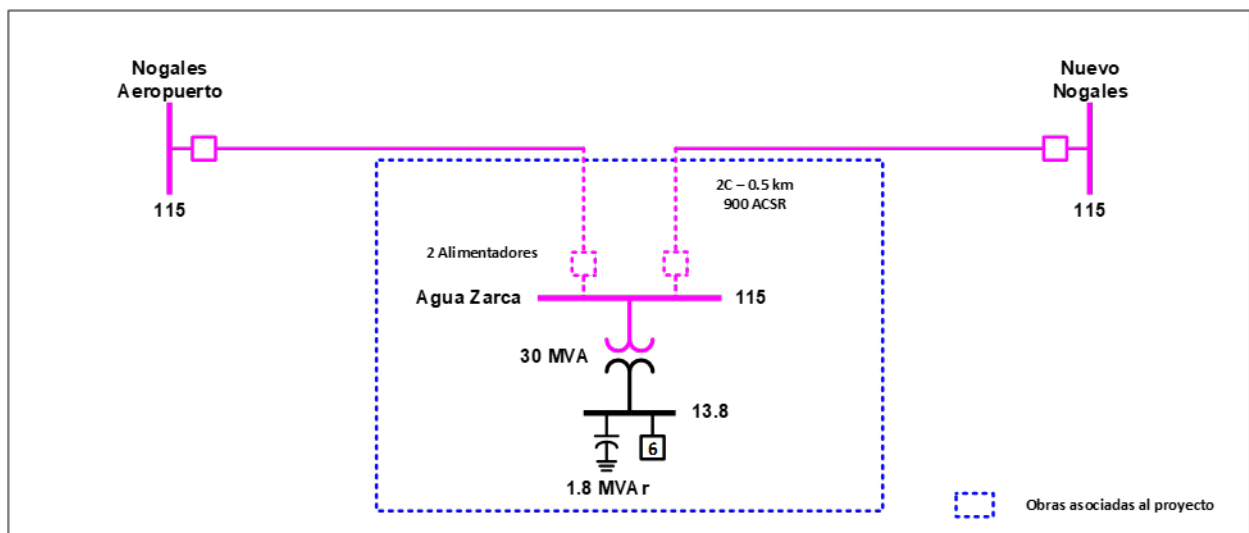 Nogales
Aeropuerto
Nuevo
Nogales
115
115
2C – 0.5 km
900 ACSR
2 Alimentadores
Agua Zarca
115
30 MVA
13.8
6
1.8 MVAr
Obras asociadas al proyecto